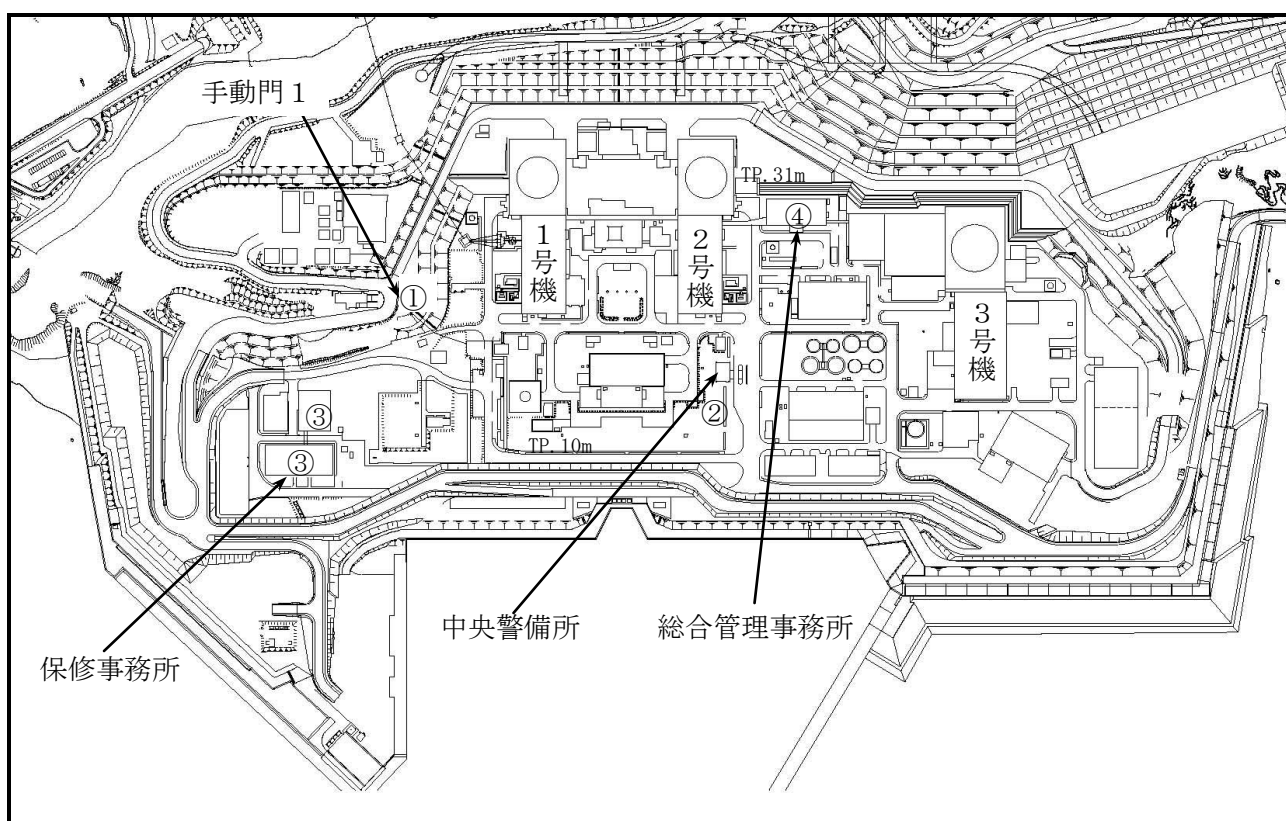 手動門1
TP.31m
④
1号機
2号機
①
3号機
②
③
TP.10m
③
中央警備所
総合管理事務所
保修事務所